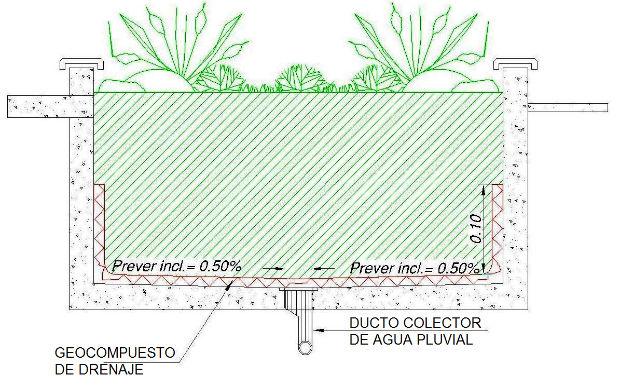 0.10
Prever incl.= 0.50%
Prever incl.= 0.50%
DUCTO COLECTOR
DE AGUA PLUVIAL
GEOCOMPUESTO
DE DRENAJE